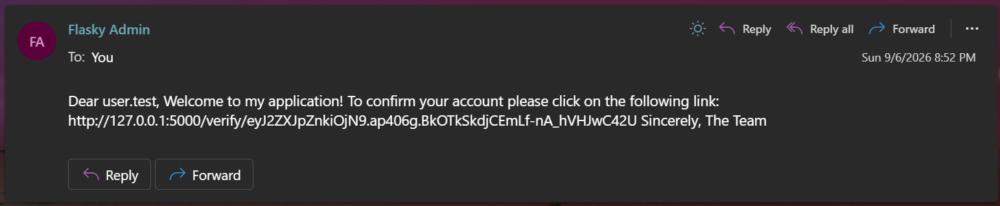 FA
Flasky Admin
Reply
Reply all
Forward
To: You
Sun 9/6/2026 8:52 PM
Dear user.test, Welcome to my application! To confirm your account please click on the following link:
http://127.0.0.1:5000/verify/eyJ2ZXJpZnkiOjN9.ap406g.BkOTkSkdjCEmLf-nA_hVHJwC42U Sincerely, The Team
Reply
Forward